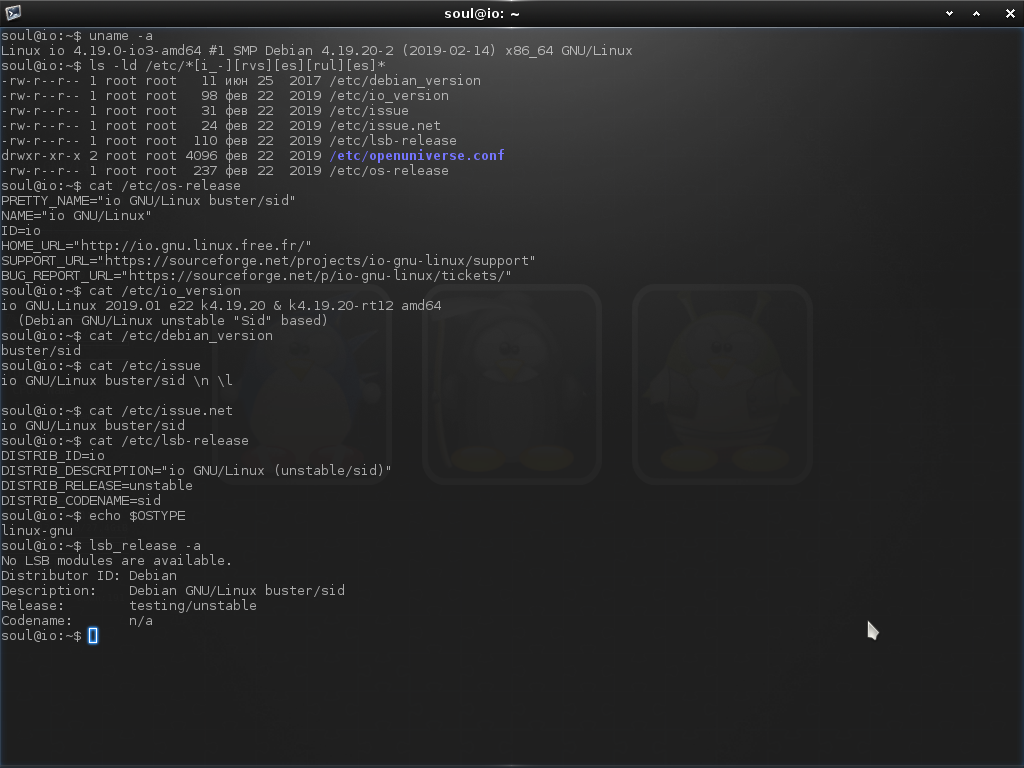 soul@io: ~
soul@io:~$ uname -a
Linux io 4.19.0-io3-amd64 #1 SMP Debian 4.19.20-2 (2019-02-14) x86_64 GNU/Linux
soul@io:~$ ls -ld /etc/*[i_-][rvs][es][rul][es]*
-rw-r--r-- 1 root root   11 июн 25  2017 /etc/debian_version
-rw-r--r-- 1 root root   98 фев 22  2019 /etc/io_version
-rw-r--r-- 1 root root   31 фев 22  2019 /etc/issue
-rw-r--r-- 1 root root   24 фев 22  2019 /etc/issue.net
-rw-r--r-- 1 root root  110 фев 22  2019 /etc/lsb-release
drwxr-xr-x 2 root root 4096 фев 22  2019 /etc/openuniverse.conf
-rw-r--r-- 1 root root  237 фев 22  2019 /etc/os-release
soul@io:~$ cat /etc/os-release
PRETTY_NAME="io GNU/Linux buster/sid"
NAME="io GNU/Linux"
ID=io
HOME_URL="http://io.gnu.linux.free.fr/"
SUPPORT_URL="https://sourceforge.net/projects/io-gnu-linux/support"
BUG_REPORT_URL="https://sourceforge.net/p/io-gnu-linux/tickets/"
soul@io:~$ cat /etc/io_version
io GNU.Linux 2019.01 e22 k4.19.20 & k4.19.20-rt12 amd64
  (Debian GNU/Linux unstable "Sid" based)
soul@io:~$ cat /etc/debian_version
buster/sid
soul@io:~$ cat /etc/issue
io GNU/Linux buster/sid \n \l
soul@io:~$ cat /etc/issue.net
io GNU/Linux buster/sid
soul@io:~$ cat /etc/lsb-release
DISTRIB_ID=io
DISTRIB_DESCRIPTION="io GNU/Linux (unstable/sid)"
DISTRIB_RELEASE=unstable
DISTRIB_CODENAME=sid
soul@io:~$ echo $OSTYPE
linux-gnu
soul@io:~$ lsb_release -a
No LSB modules are available.
Distributor ID: Debian
Description:    Debian GNU/Linux buster/sid
Release:        testing/unstable
Codename:       n/a
soul@io:~$